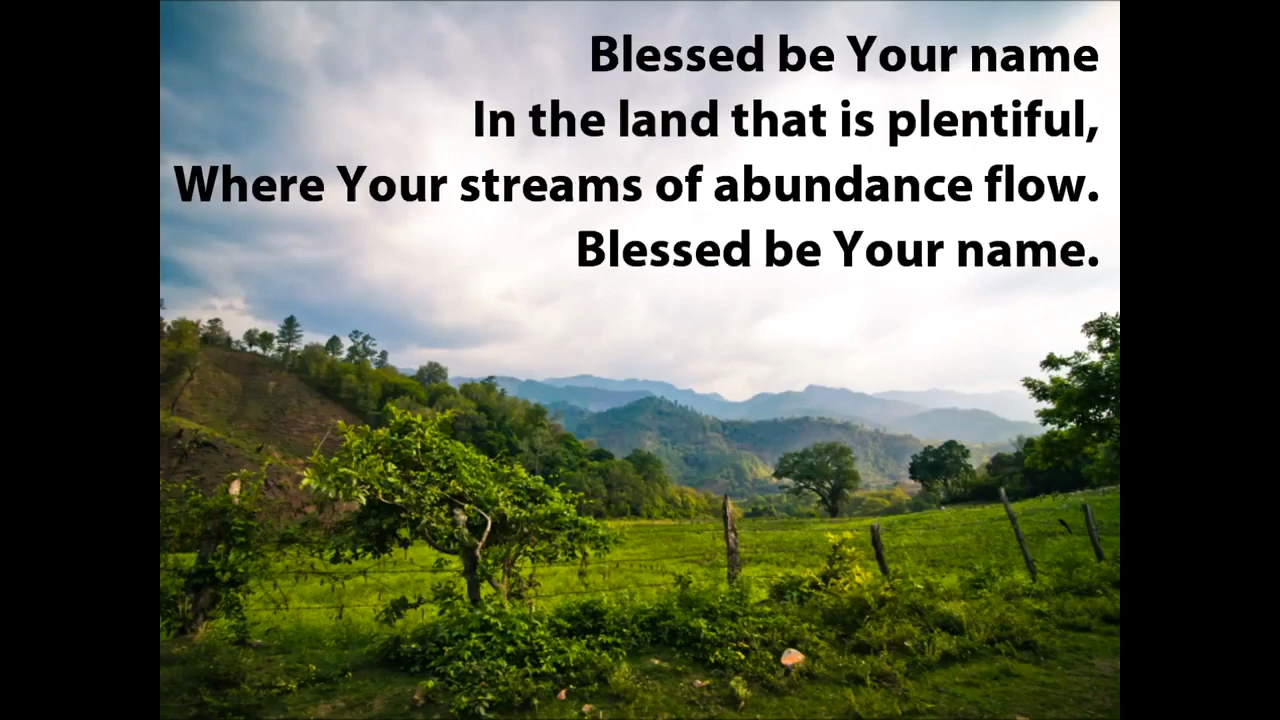 Blessed be Your name
In the land that is plentiful,
Where Your streams of abundance flow.
Blessed be Your name.